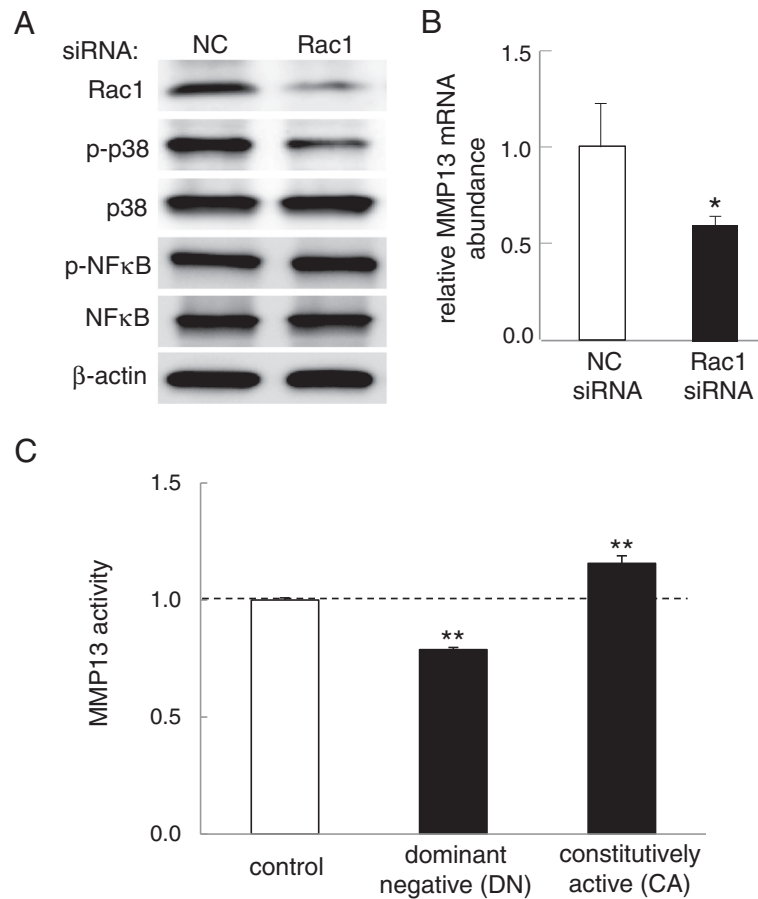 A
siRNA: NC Rac1
Rac1
p-p38
p38
p-NFκB
NFκB
β-actin
B
relative MMP13 mRNA
abundance
1.5
1.0
0.5
0.0
*
NC
siRNA
Rac1
siRNA
C
MMP13 activity
1.5
1.0
0.5
0.0
**
**
control
dominant
negative (DN)
constitutively
active (CA)